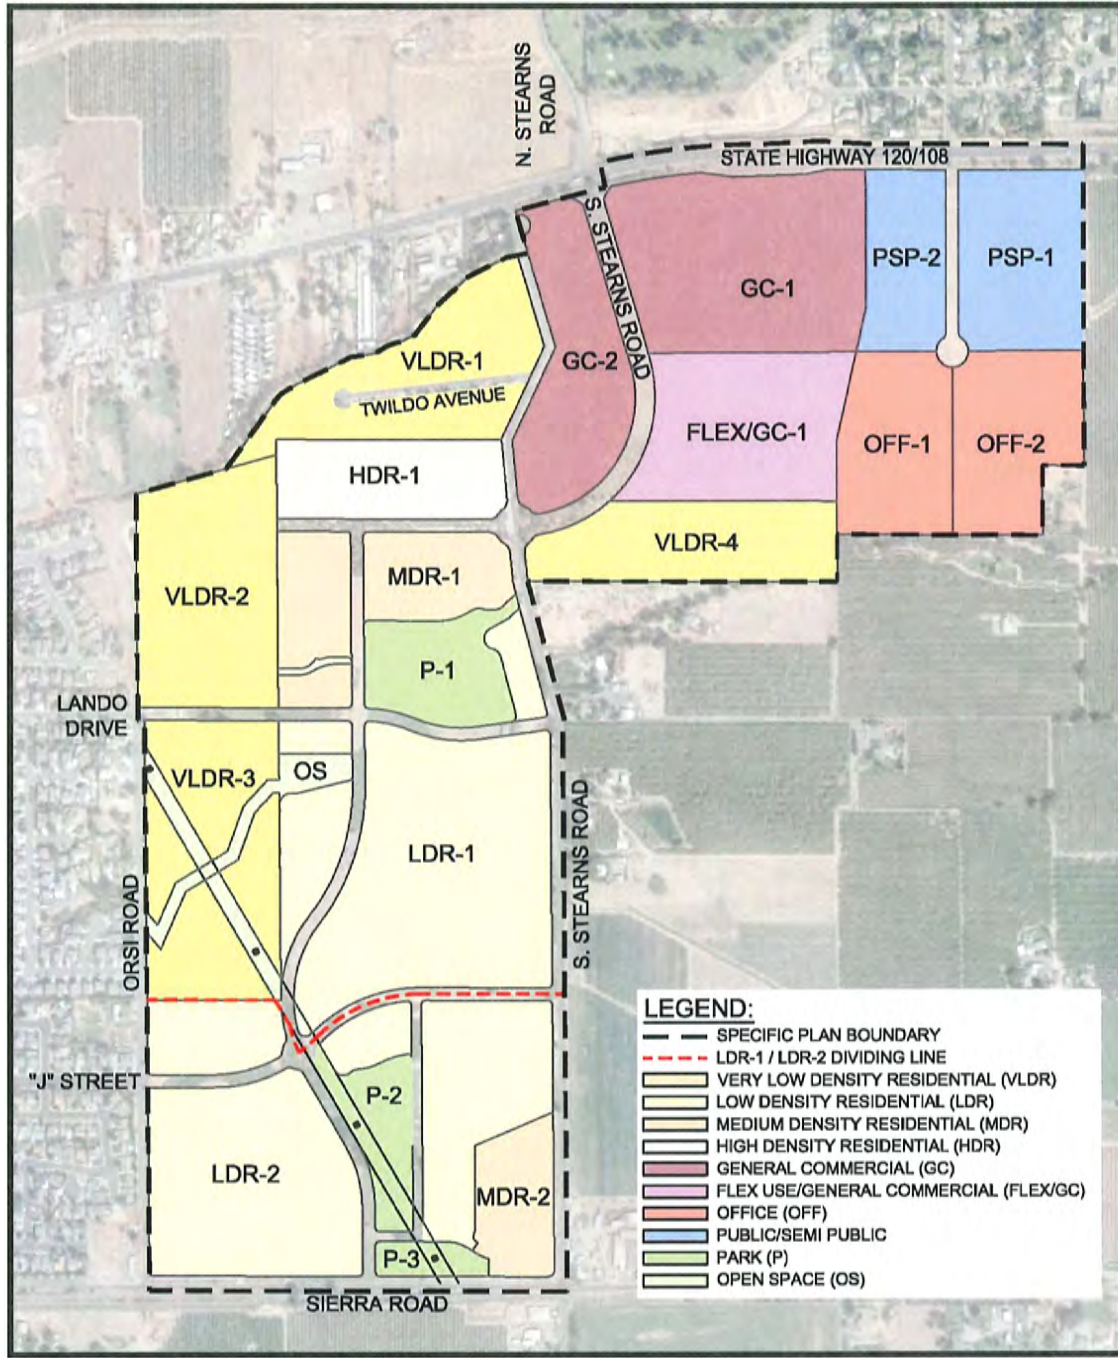 N. STEARNS
ROAD
STATE HIGHWAY 120/108
S. STEARNS ROAD
PSP-2
PSP-1
GC-1
VLDR-1
GC-2
TWILDO AVENUE
FLEX/GC-1
OFF-1
OFF-2
HDR-1
VLDR-4
MDR-1
VLDR-2
P-1
LANDO
DRIVE
VLDR-3
OS
LDR-1
S. STEARNS ROAD
ORSI ROAD
"J" STREET
P-2
LDR-2
MDR-2
P-3
SIERRA ROAD
LEGEND:
SPECIFIC PLAN BOUNDARY
LDR-1 / LDR-2 DIVIDING LINE
VERY LOW DENSITY RESIDENTIAL (VLDR)
LOW DENSITY RESIDENTIAL (LDR)
MEDIUM DENSITY RESIDENTIAL (MDR)
HIGH DENSITY RESIDENTIAL (HDR)
GENERAL COMMERCIAL (GC)
FLEX USE/GENERAL COMMERCIAL (FLEX/GC)
OFFICE (OFF)
PUBLIC/SEMI PUBLIC
PARK (P)
OPEN SPACE (OS)